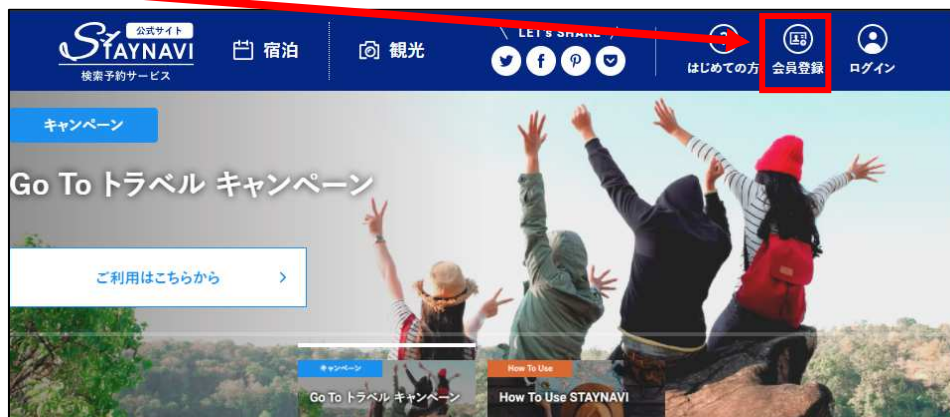 公式サイト
STAYNAVI
検索予約サービス
宿泊
観光
\ LET's SHARE /
はじめての方
会員登録
ログイン
キャンペーン
Go To トラベル キャンペーン
ご利用はこちらから
キャンペーン
Go To トラベル キャンペーン
How To Use
How To Use STAYNAVI